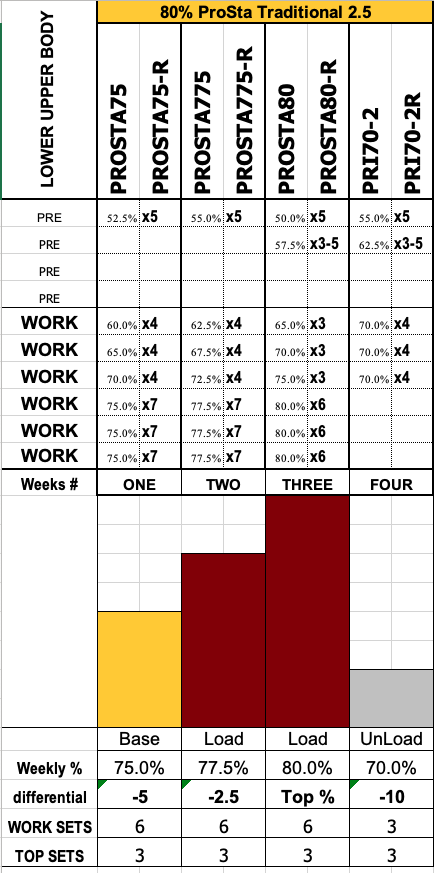 80% ProSta Traditional 2.5
LOWER UPPER BODY PROSTA75 PROSTA75-R PROSTA775 PROSTA775-R PROSTA80 PROSTA80-R PRI70-2 PRI70-2R
PRE 52.5% x5 55.0% x5 50.0% x5 55.0% x5
PRE 57.5% x3-5 62.5% x3-5
PRE
PRE
WORK 60.0% x4 62.5% x4 65.0% x3 70.0% x4
WORK 65.0% x4 67.5% x4 70.0% x3 70.0% x4
WORK 70.0% x4 72.5% x4 75.0% x3 70.0% x4
WORK 75.0% x7 77.5% x7 80.0% x6
WORK 75.0% x7 77.5% x7 80.0% x6
WORK 75.0% x7 77.5% x7 80.0% x6
Weeks # ONE TWO THREE FOUR
Base Load Load UnLoad
Weekly % 75.0% 77.5% 80.0% 70.0%
differential -5 -2.5 Top % -10
WORK SETS 6 6 6 3
TOP SETS 3 3 3 3